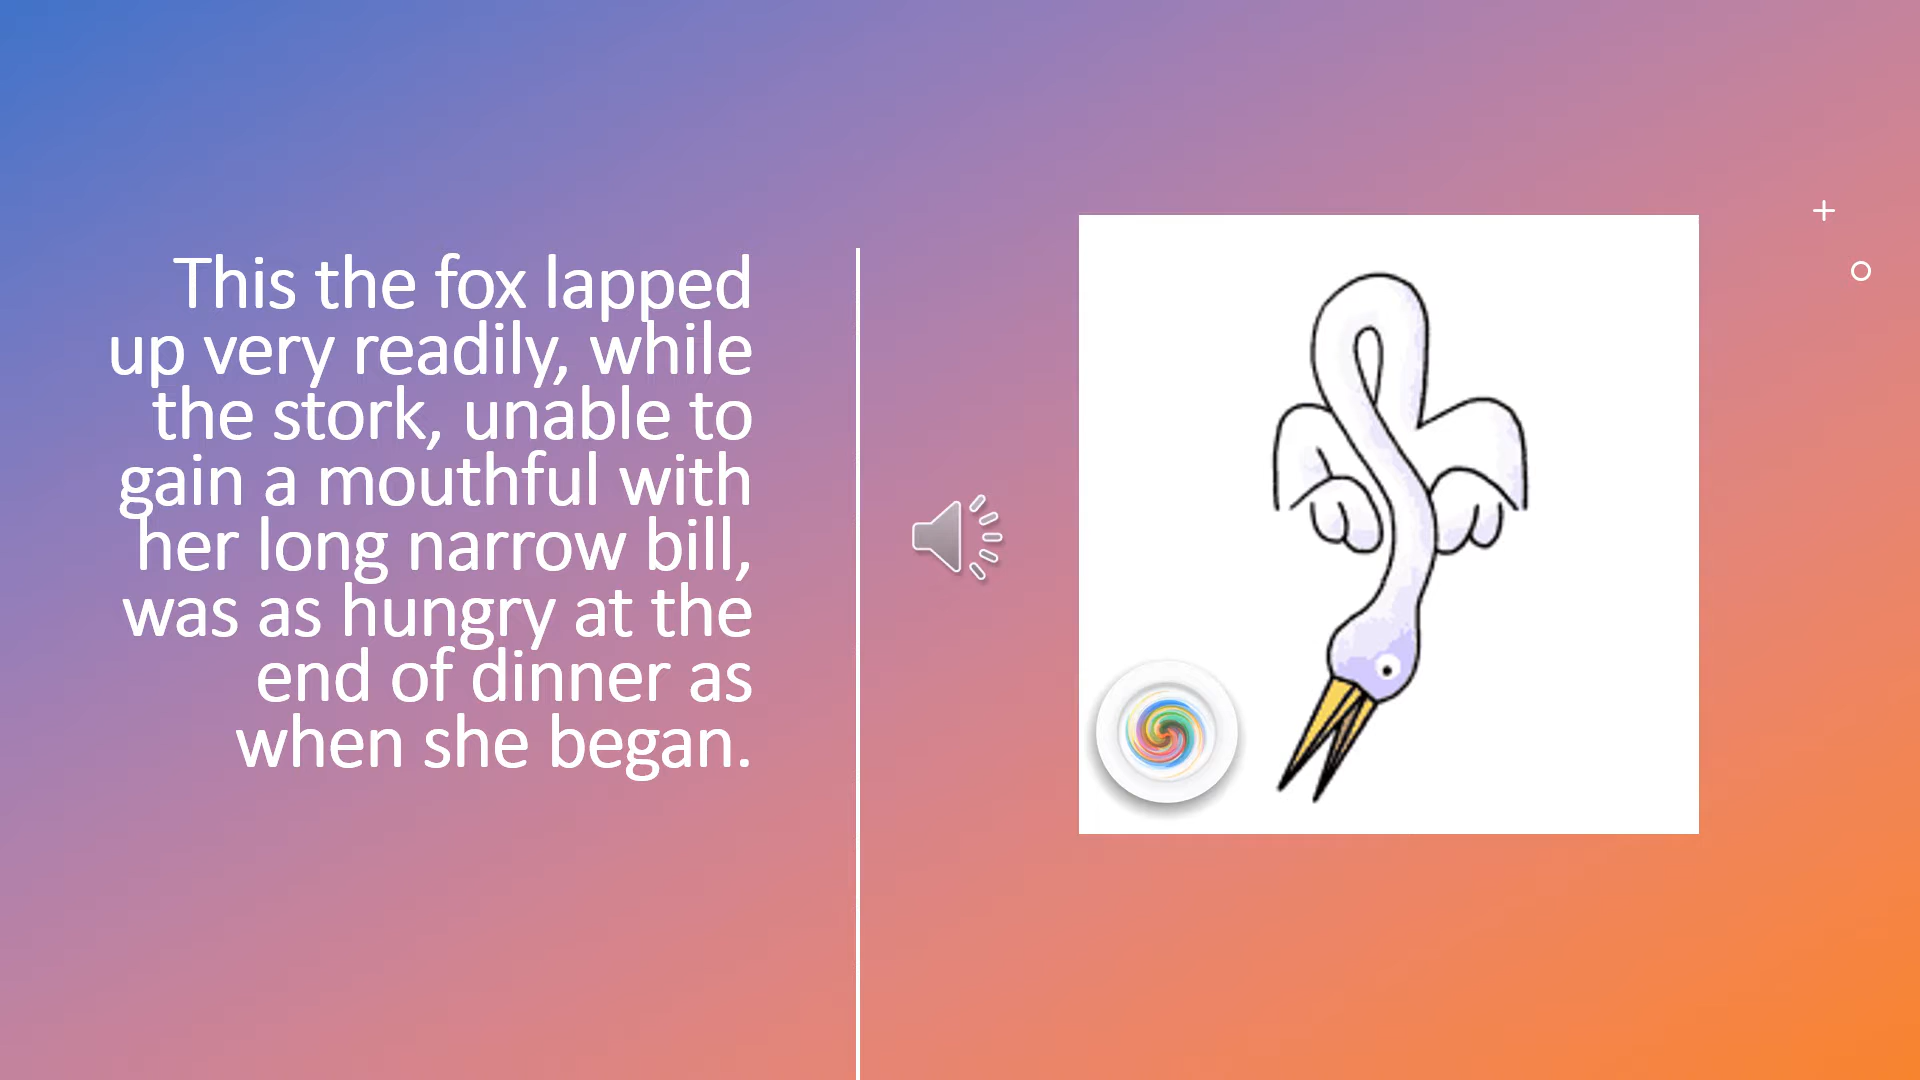 This the fox lapped
up very readily, while
the stork, unable to
gain a mouthful with
her long narrow bill,
was as hungry at the
end of dinner as
when she began.